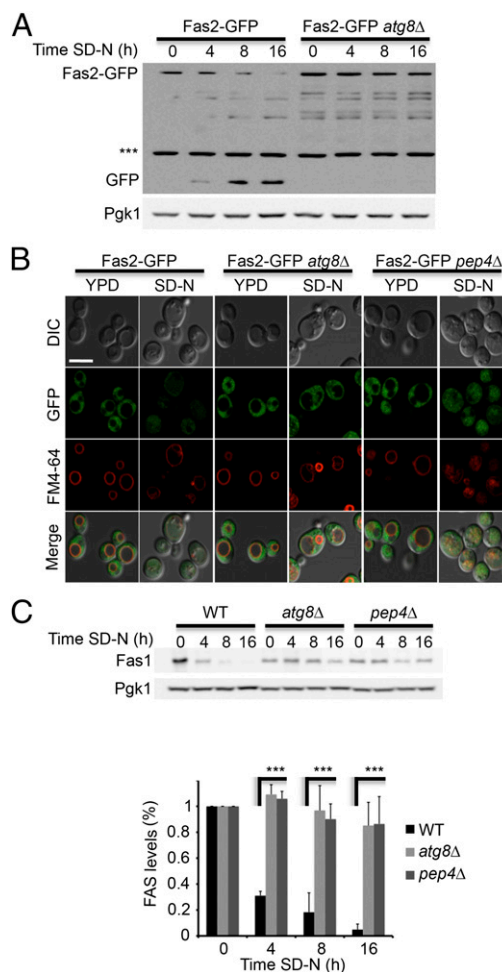 A
Fas2-GFP Fas2-GFP atg8Δ
Time SD-N (h) 0 4 8 16 0 4 8 16
Fas2-GFP
***
GFP
Pgk1
B
Fas2-GFP Fas2-GFP atg8Δ Fas2-GFP pep4Δ
YPD SD-N YPD SD-N YPD SD-N
DIC
GFP
FM4-64
Merge
C
WT atg8Δ pep4Δ
Time SD-N (h) 0 4 8 16 0 4 8 16 0 4 8 16
Fas1
Pgk1
*** *** ***
FAS levels (%)
1
0.8
0.6
0.4
0.2
0
WT
atg8Δ
pep4Δ
0 4 8 16
Time SD-N (h)